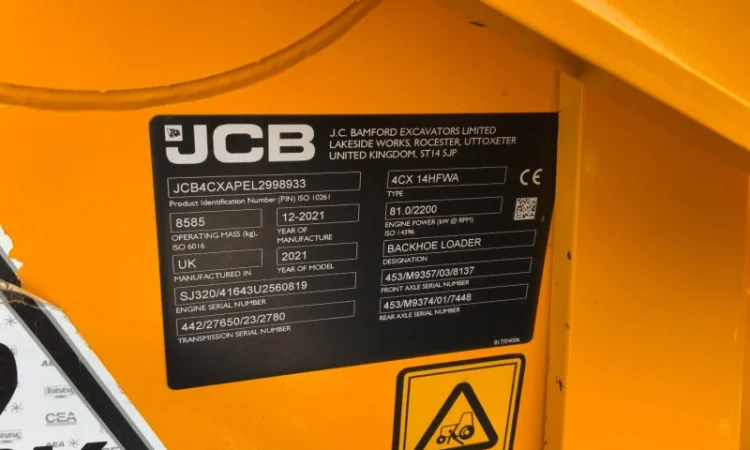 JCB
J.C. BAMFORD EXCAVATORS LIMITED
LAKESIDE WORKS, ROCESTER, UTTOXETER
UNITED KINGDOM, ST14 5JP
JCB4CXAPEL2998933
Product Identification Number (PIN) ISO 10261
8585
OPERATING MASS (kg).
ISO 6016
12-2021
YEAR OF
MANUFACTURE
UK
MANUFACTURED IN
2021
YEAR OF MODEL
SJ320/41643U2560819
ENGINE SERIAL NUMBER
442/27650/23/2780
TRANSMISSION SERIAL NUMBER
4CX 14HFWA
TYPE
CE
81.0/2200
ENGINE POWER (kW @ RPM)
ISO 14396
BACKHOE LOADER
DESIGNATION
453/M9357/03/8137
FRONT AXLE SERIAL NUMBER
453/M9374/01/7448
REAR AXLE SERIAL NUMBER
817/04006
AEA
CEA
AEA